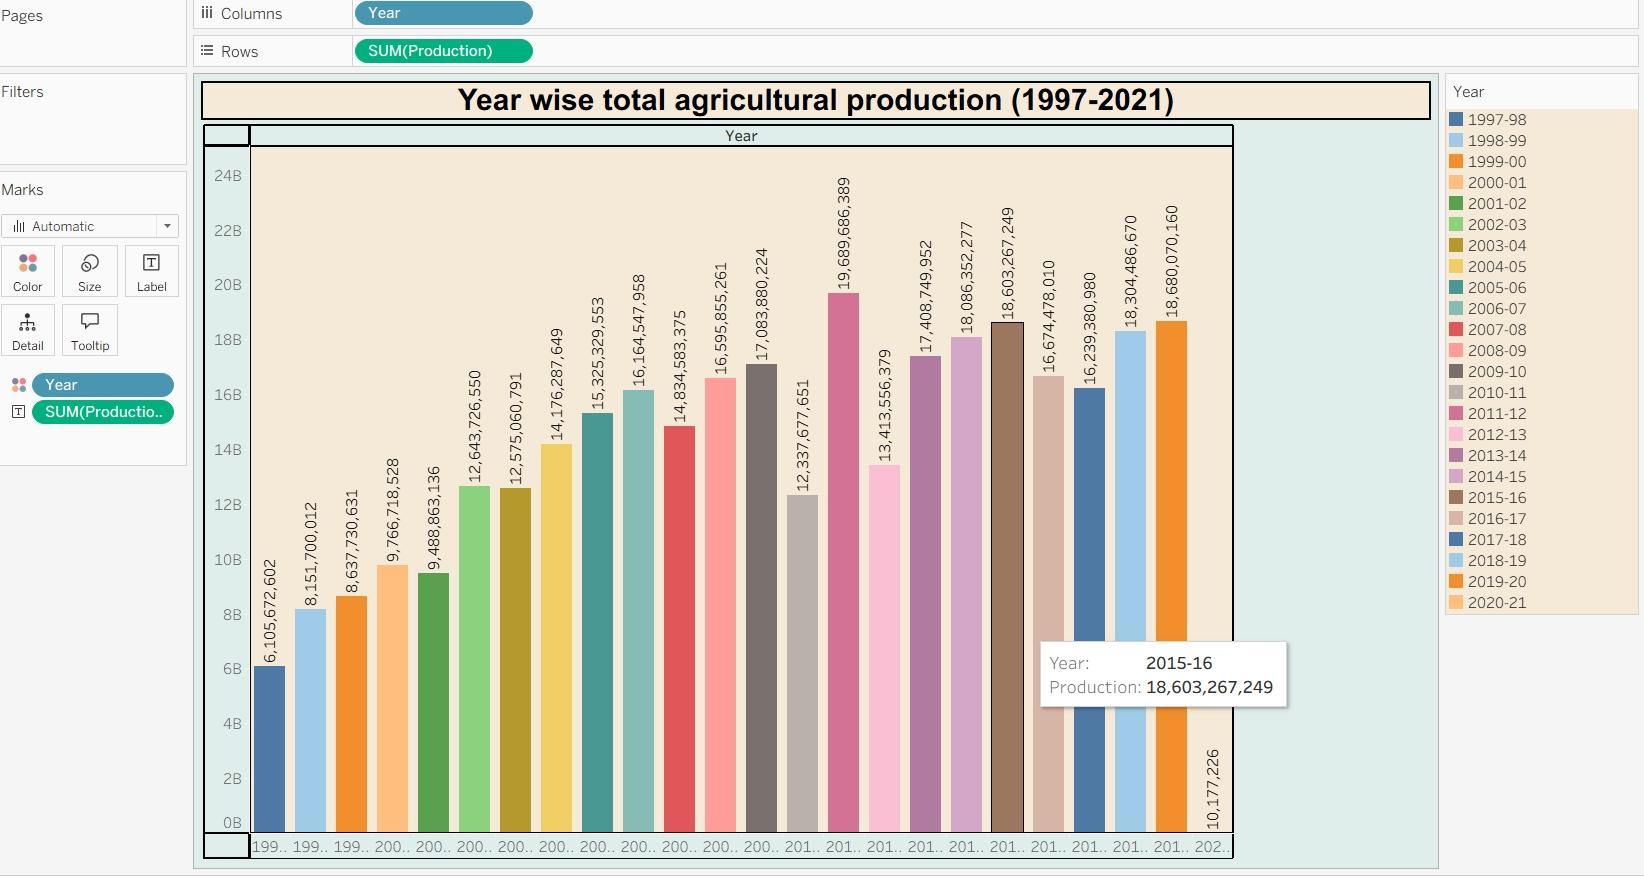 Pages
Columns
Year
Rows
SUM(Production)
Filters
Marks
Automatic
Color
Size
Label
Detail
Tooltip
Year
SUM(Productio..
Year wise total agricultural production (1997-2021)
Year
24B
22B
20B
18B
16B
14B
12B
10B
8B
6B
4B
2B
0B
6,105,672,602
8,151,700,012
8,637,730,631
9,766,718,528
9,488,863,136
12,643,726,550
12,575,060,791
14,176,287,649
15,325,329,553
16,164,547,958
14,834,583,375
16,595,855,261
17,083,880,224
12,337,677,651
19,689,686,389
13,413,556,379
17,408,749,952
18,086,352,277
18,603,267,249
16,674,478,010
16,239,380,980
18,304,486,670
18,680,070,160
10,177,226
Year: 2015-16
Production: 18,603,267,249
199.. 199.. 199.. 200.. 200.. 200.. 200.. 200.. 200.. 200.. 200.. 200.. 200.. 201.. 201.. 201.. 201.. 201.. 201.. 201.. 201.. 201.. 201.. 202..
Year
1997-98
1998-99
1999-00
2000-01
2001-02
2002-03
2003-04
2004-05
2005-06
2006-07
2007-08
2008-09
2009-10
2010-11
2011-12
2012-13
2013-14
2014-15
2015-16
2016-17
2017-18
2018-19
2019-20
2020-21